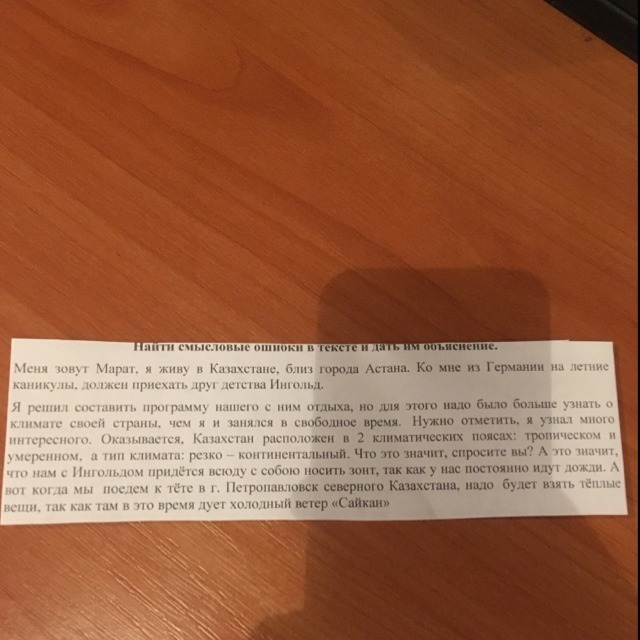 Найти смысловые ошибки в тексте и дать им объяснение.
Меня зовут Марат, я живу в Казахстане, близ города Астана. Ко мне из Германии на летние
каникулы, должен приехать друг детства Ингольд.
Я решил составить программу нашего с ним отдыха, но для этого надо было больше узнать о
климате своей страны, чем я и занялся в свободное время. Нужно отметить, я узнал много
интересного. Оказывается, Казахстан расположен в 2 климатических поясах: тропическом и
умеренном, а тип климата: резко – континентальный. Что это значит, спросите вы? А это значит,
что нам с Ингольдом придётся всюду с собою носить зонт, так как у нас постоянно идут дожди. А
вот когда мы поедем к тёте в г. Петропавловск северного Казахстана, надо будет взять тёплые
вещи, так как там в это время дует холодный ветер «Сайкан»